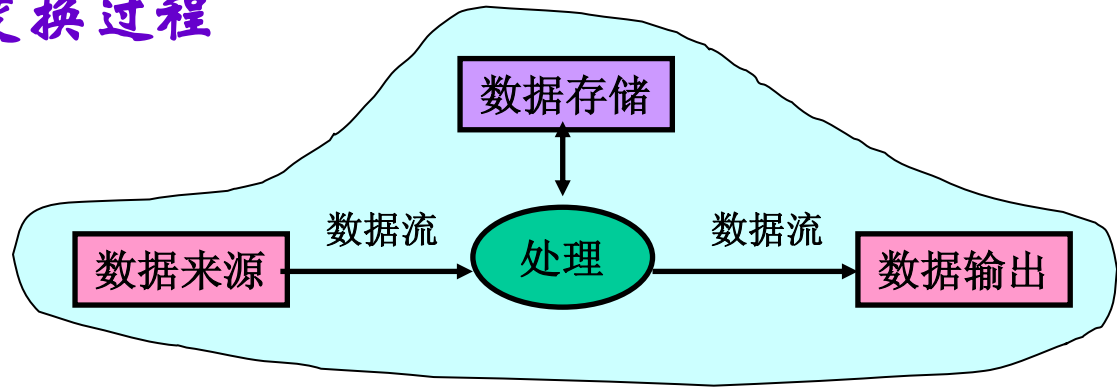 变换过程
数据存储
数据流
数据流
数据来源
处理
数据输出